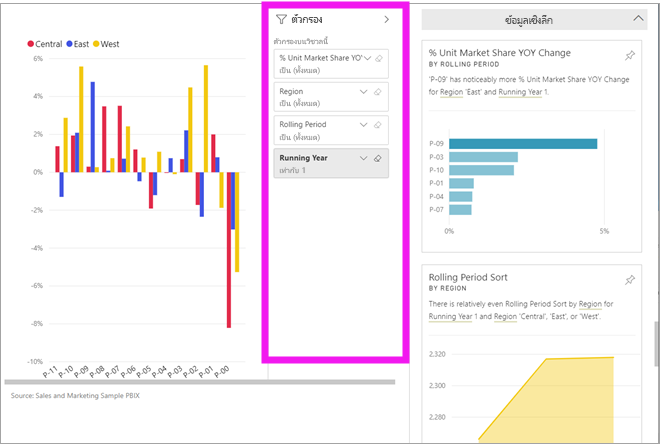 Central East West
6%
4%
2%
0%
-2%
-4%
-6%
-8%
-10%
P-11
P-10
P-09
P-08
P-07
P-06
P-05
P-04
P-03
P-02
P-01
P-00
Source: Sales and Marketing Sample PBIX
ตัวกรอง
ตัวกรองบนวิชวลนี้
% Unit Market Share YO
เป็น (ทั้งหมด)
Region
เป็น (ทั้งหมด)
Rolling Period
เป็น (ทั้งหมด)
Running Year
เท่ากับ 1
ข้อมูลเชิงลึก
% Unit Market Share YOY Change
BY ROLLING PERIOD
'P-09' has noticeably more % Unit Market Share YOY Change
for Region 'East' and Running Year 1.
P-09
P-03
P-10
P-01
P-04
P-07
0% 5%
Rolling Period Sort
BY REGION
There is relatively even Rolling Period Sort by Region for
Running Year 1 and Region 'Central', 'East', or 'West'.
2,320
2,300
2,280